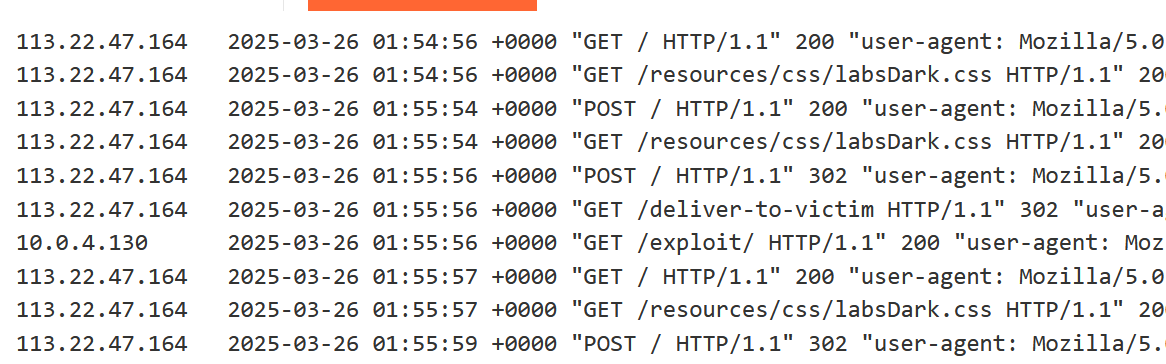 113.22.47.164 2025-03-26 01:54:56 +0000 "GET / HTTP/1.1" 200 "user-agent: Mozilla/5.0
113.22.47.164 2025-03-26 01:54:56 +0000 "GET /resources/css/labsDark.css HTTP/1.1" 20
113.22.47.164 2025-03-26 01:55:54 +0000 "POST / HTTP/1.1" 200 "user-agent: Mozilla/5.
113.22.47.164 2025-03-26 01:55:54 +0000 "GET /resources/css/labsDark.css HTTP/1.1" 20
113.22.47.164 2025-03-26 01:55:56 +0000 "POST / HTTP/1.1" 302 "user-agent: Mozilla/5.
113.22.47.164 2025-03-26 01:55:56 +0000 "GET /deliver-to-victim HTTP/1.1" 302 "user-a
10.0.4.130 2025-03-26 01:55:56 +0000 "GET /exploit/ HTTP/1.1" 200 "user-agent: Moz
113.22.47.164 2025-03-26 01:55:57 +0000 "GET / HTTP/1.1" 200 "user-agent: Mozilla/5.0
113.22.47.164 2025-03-26 01:55:57 +0000 "GET /resources/css/labsDark.css HTTP/1.1" 20
113.22.47.164 2025-03-26 01:55:59 +0000 "POST / HTTP/1.1" 302 "user-agent: Mozilla/5.